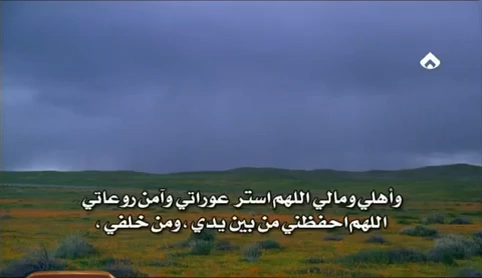 وأهلي ومالي اللهم استر عوراتي وآمن روعاتي
اللهم احفظني من بين يدي ، ومن خلفي ،